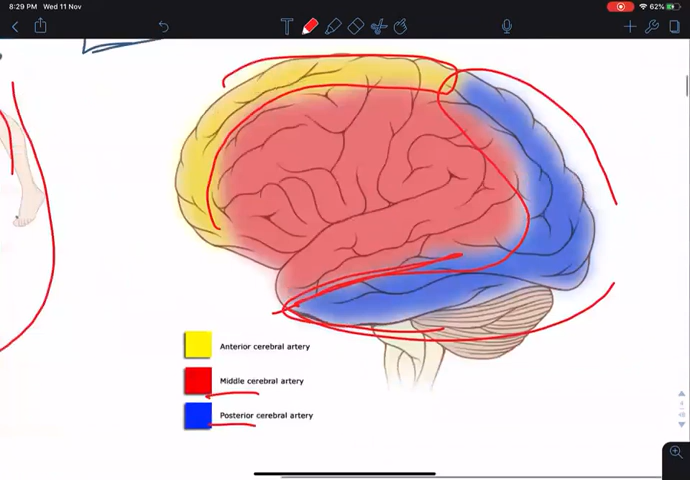 8:29 PM Wed 11 Nov
62%
T
Anterior cerebral artery
Middle cerebral artery
Posterior cerebral artery